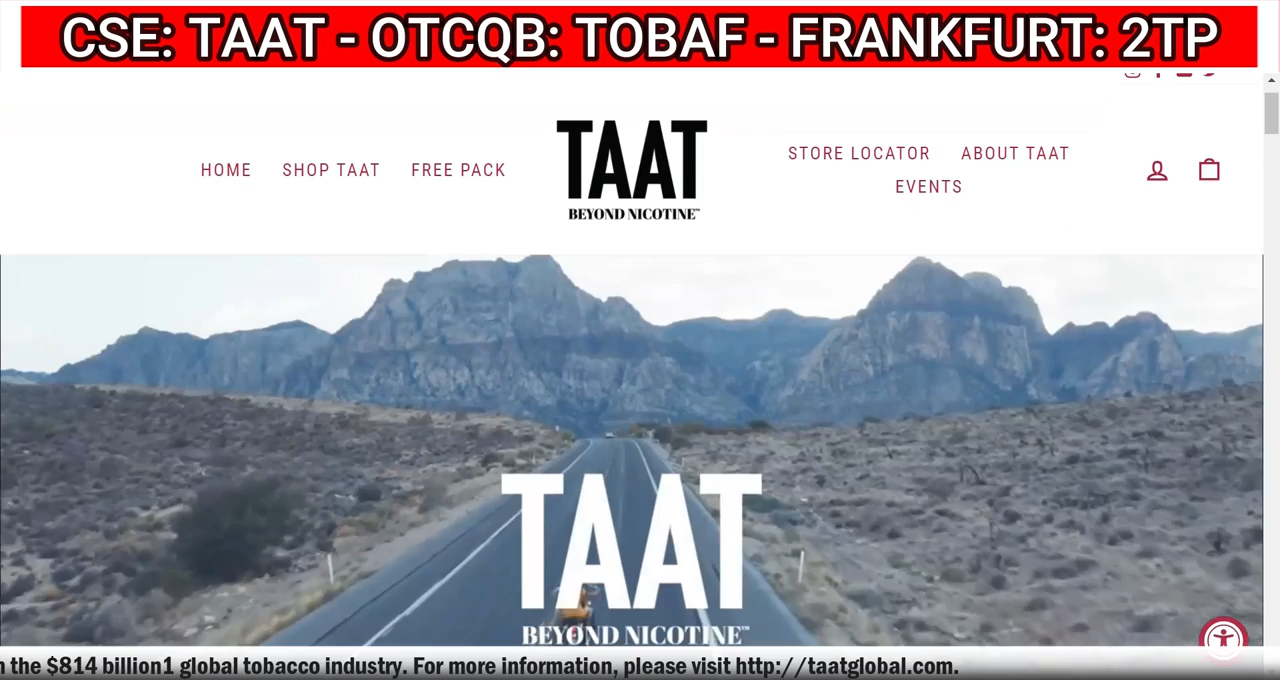 CSE: TAAT - OTCQB: TOBAF - FRANKFURT: 2TP
HOME SHOP TAAT FREE PACK
TAAT
BEYOND NICOTINE™
STORE LOCATOR ABOUT TAAT
EVENTS
TAAT
BEYOND NICOTINE™
the $814 billion1 global tobacco industry. For more information, please visit http://taatglobal.com.